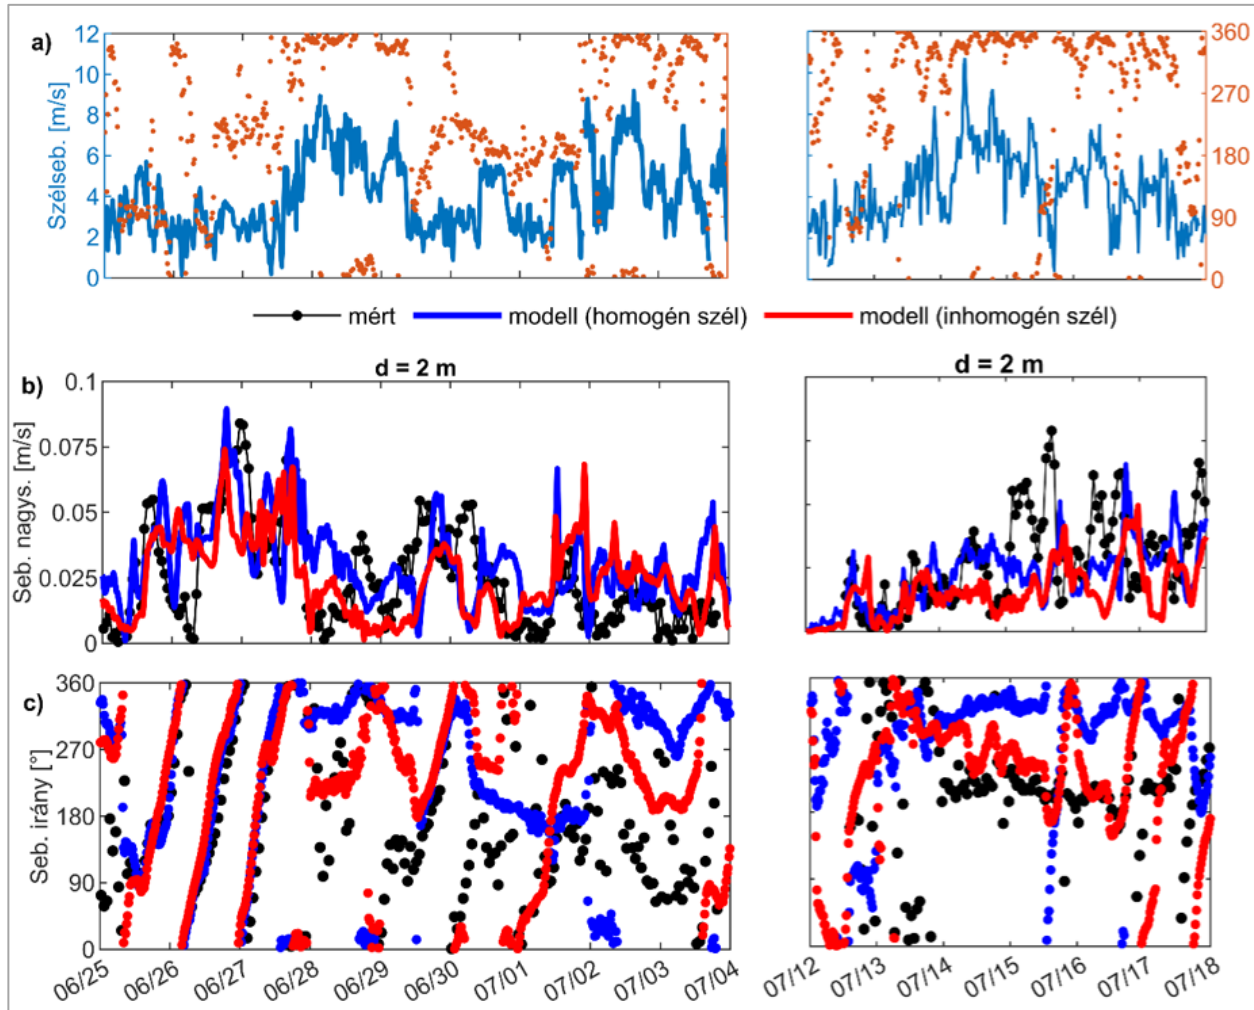 a)
Szélseb. [m/s]
12
10
8
6
4
2
0
360
270
180
90
0
mért modell (homogén szél) modell (inhomogén szél)
b)
d = 2 m
d = 2 m
Seb. nagys. [m/s]
0.1
0.075
0.05
0.025
0
c)
Seb. irány [°]
360
270
180
90
0
06/25 06/26 06/27 06/28 06/29 06/30 07/01 07/02 07/03 07/04
07/12 07/13 07/14 07/15 07/16 07/17 07/18